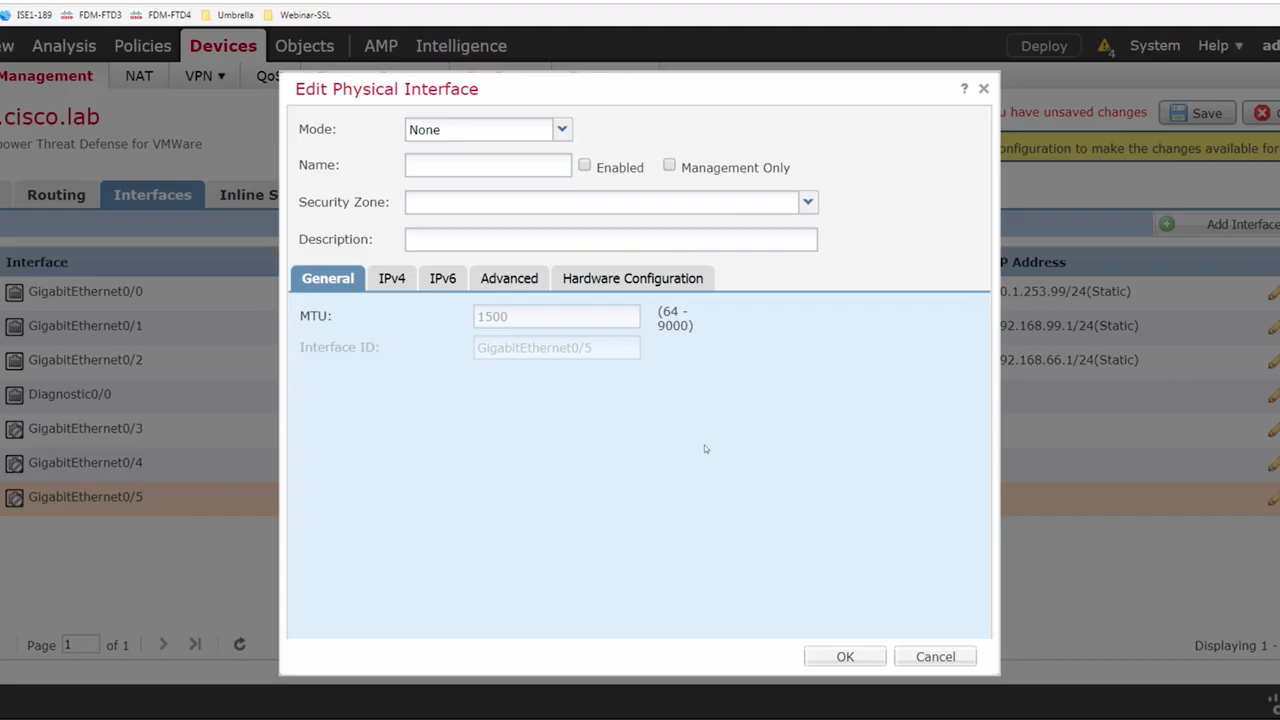 ISE1-189 FDM-FTD3 FDM-FTD4 Umbrella Webinar-SSL
w Analysis Policies Devices Objects AMP Intelligence Deploy 4 System Help ▼ ad
Management NAT VPN ▼ QoS
Edit Physical Interface ? ×
.cisco.lab
u have unsaved changes Save
power Threat Defense for VMWare
onfiguration to make the changes available for
Mode: None
Name: Enabled Management Only
Routing Interfaces Inline S
Security Zone:
Add Interface
Description:
Interface
P Address
General IPv4 IPv6 Advanced Hardware Configuration
GigabitEthernet0/0 0.1.253.99/24(Static)
MTU: 1500 (64 -
9000)
GigabitEthernet0/1 92.168.99.1/24(Static)
Interface ID: GigabitEthernet0/5
GigabitEthernet0/2 92.168.66.1/24(Static)
Diagnostic0/0
GigabitEthernet0/3
GigabitEthernet0/4
GigabitEthernet0/5
Page 1 of 1 Displaying 1 -
OK Cancel